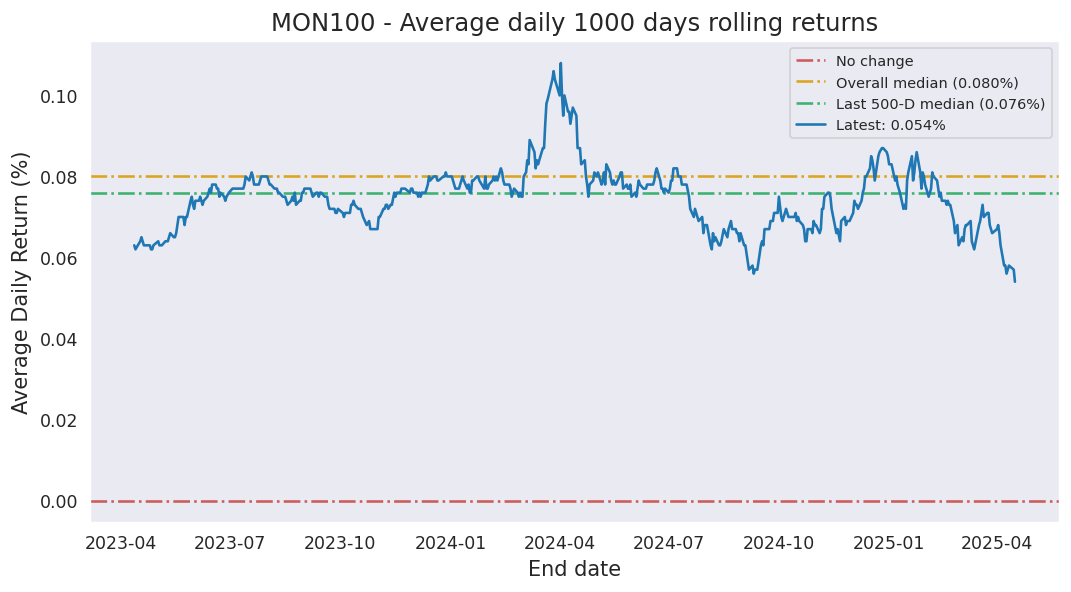 MON100 - Average daily 1000 days rolling returns
No change
Overall median (0.080%)
Last 500-D median (0.076%)
Latest: 0.054%
Average Daily Return (%)
0.10
0.08
0.06
0.04
0.02
0.00
2023-04 2023-07 2023-10 2024-01 2024-04 2024-07 2024-10 2025-01 2025-04
End date